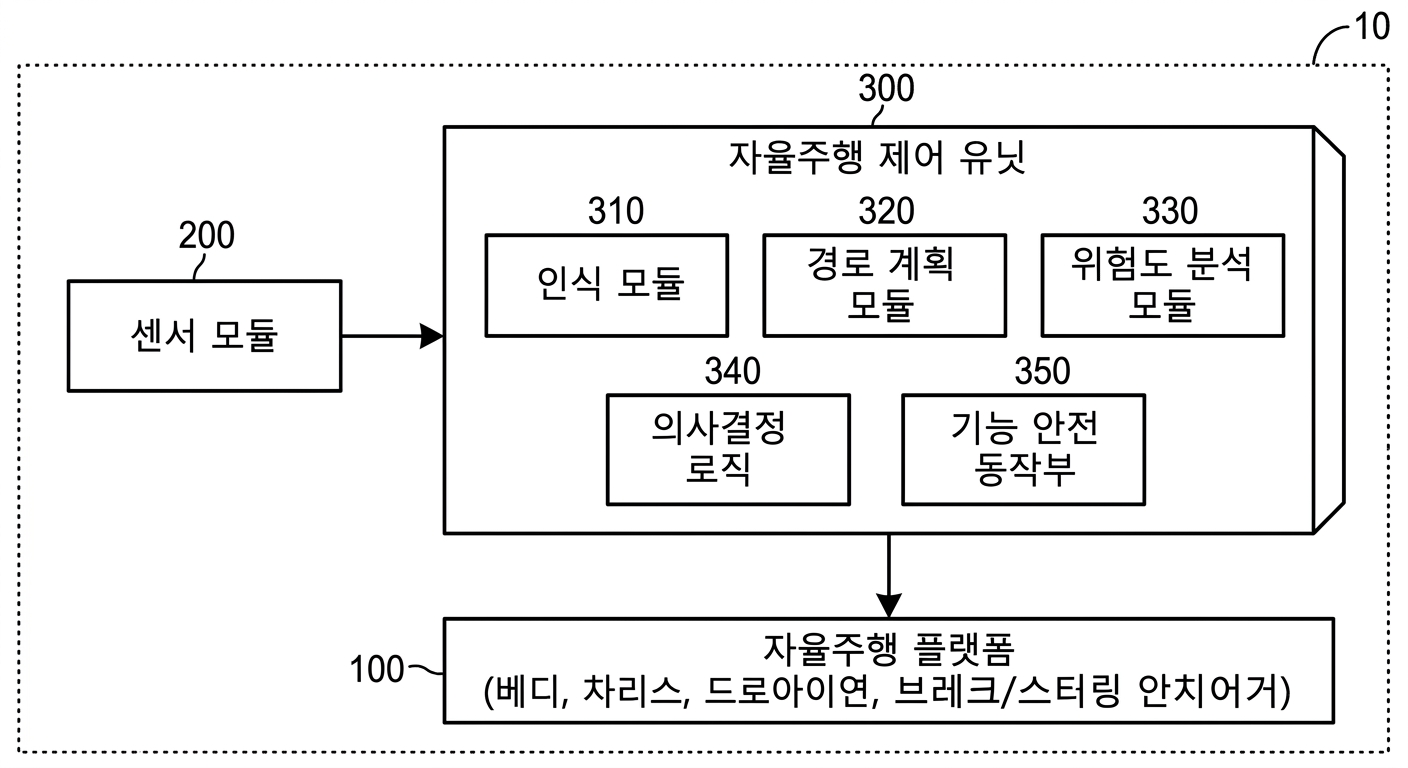 10
300
자율주행 제어 유닛
310
320
330
200
인식 모듈
경로 계획
모듈
위험도 분석
모듈
센서 모듈
340
350
의사결정
로직
기능 안전
동작부
100
자율주행 플랫폼
(베디, 차리스, 드로아이연, 브레크/스터링 안치어거)